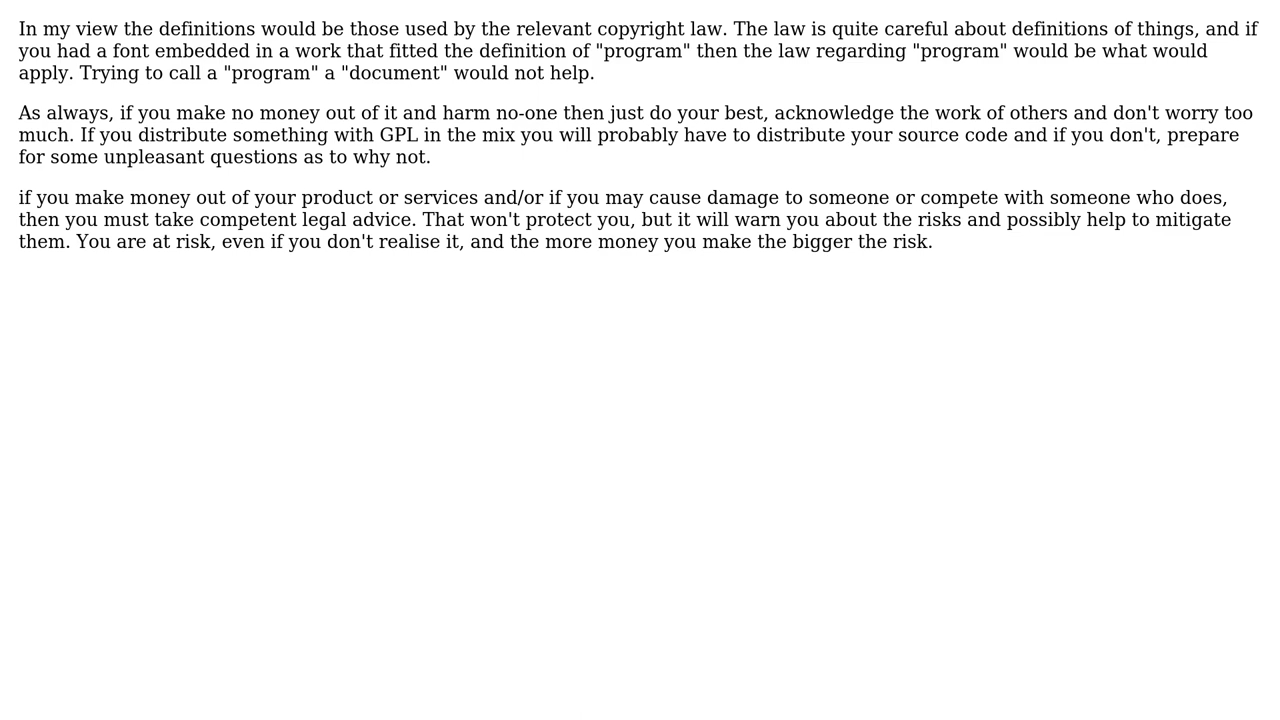 In my view the definitions would be those used by the relevant copyright law. The law is quite careful about definitions of things, and if
you had a font embedded in a work that fitted the definition of "program" then the law regarding "program" would be what would
apply. Trying to call a "program" a "document" would not help.
As always, if you make no money out of it and harm no-one then just do your best, acknowledge the work of others and don't worry too
much. If you distribute something with GPL in the mix you will probably have to distribute your source code and if you don't, prepare
for some unpleasant questions as to why not.
if you make money out of your product or services and/or if you may cause damage to someone or compete with someone who does,
then you must take competent legal advice. That won't protect you, but it will warn you about the risks and possibly help to mitigate
them. You are at risk, even if you don't realise it, and the more money you make the bigger the risk.